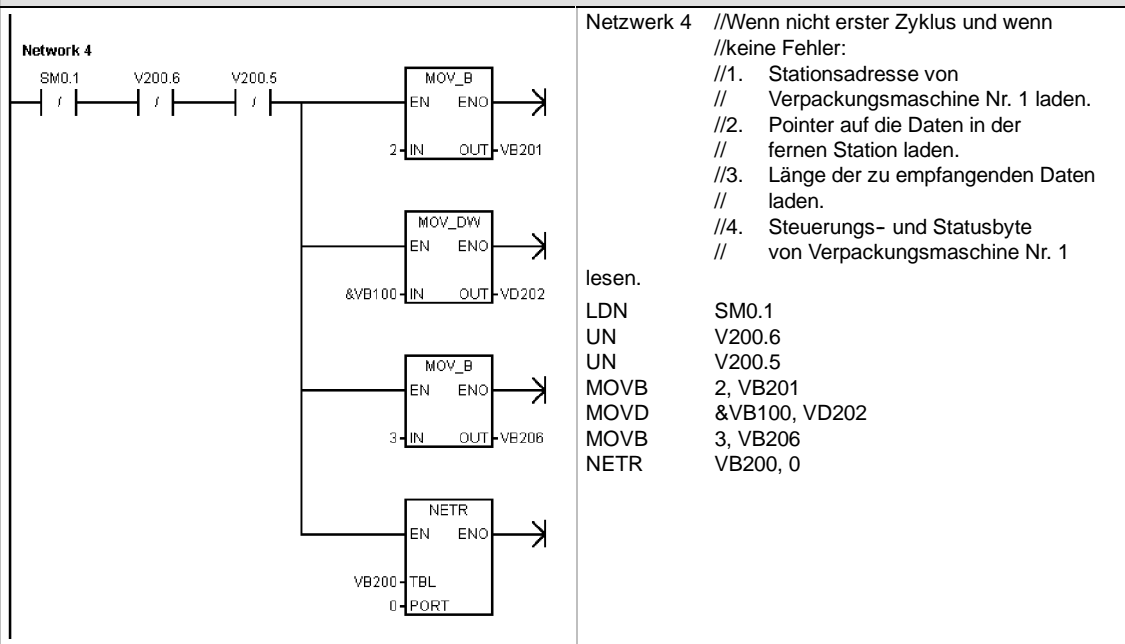 Network 4
SM0.1 V200.6 V200.5
MOV_B
EN ENO
2 IN OUT VB201
MOV_DW
EN ENO
&VB100 IN OUT VD202
MOV_B
EN ENO
3 IN OUT VB206
NETR
EN ENO
VB200 TBL
0 PORT
Netzwerk 4 //Wenn nicht erster Zyklus und wenn
//keine Fehler:
//1. Stationsadresse von
// Verpackungsmaschine Nr. 1 laden.
//2. Pointer auf die Daten in der
// fernen Station laden.
//3. Länge der zu empfangenden Daten
// laden.
//4. Steuerungs- und Statusbyte
// von Verpackungsmaschine Nr. 1
lesen.
LDN SM0.1
UN V200.6
UN V200.5
MOVB 2, VB201
MOVD &VB100, VD202
MOVB 3, VB206
NETR VB200, 0